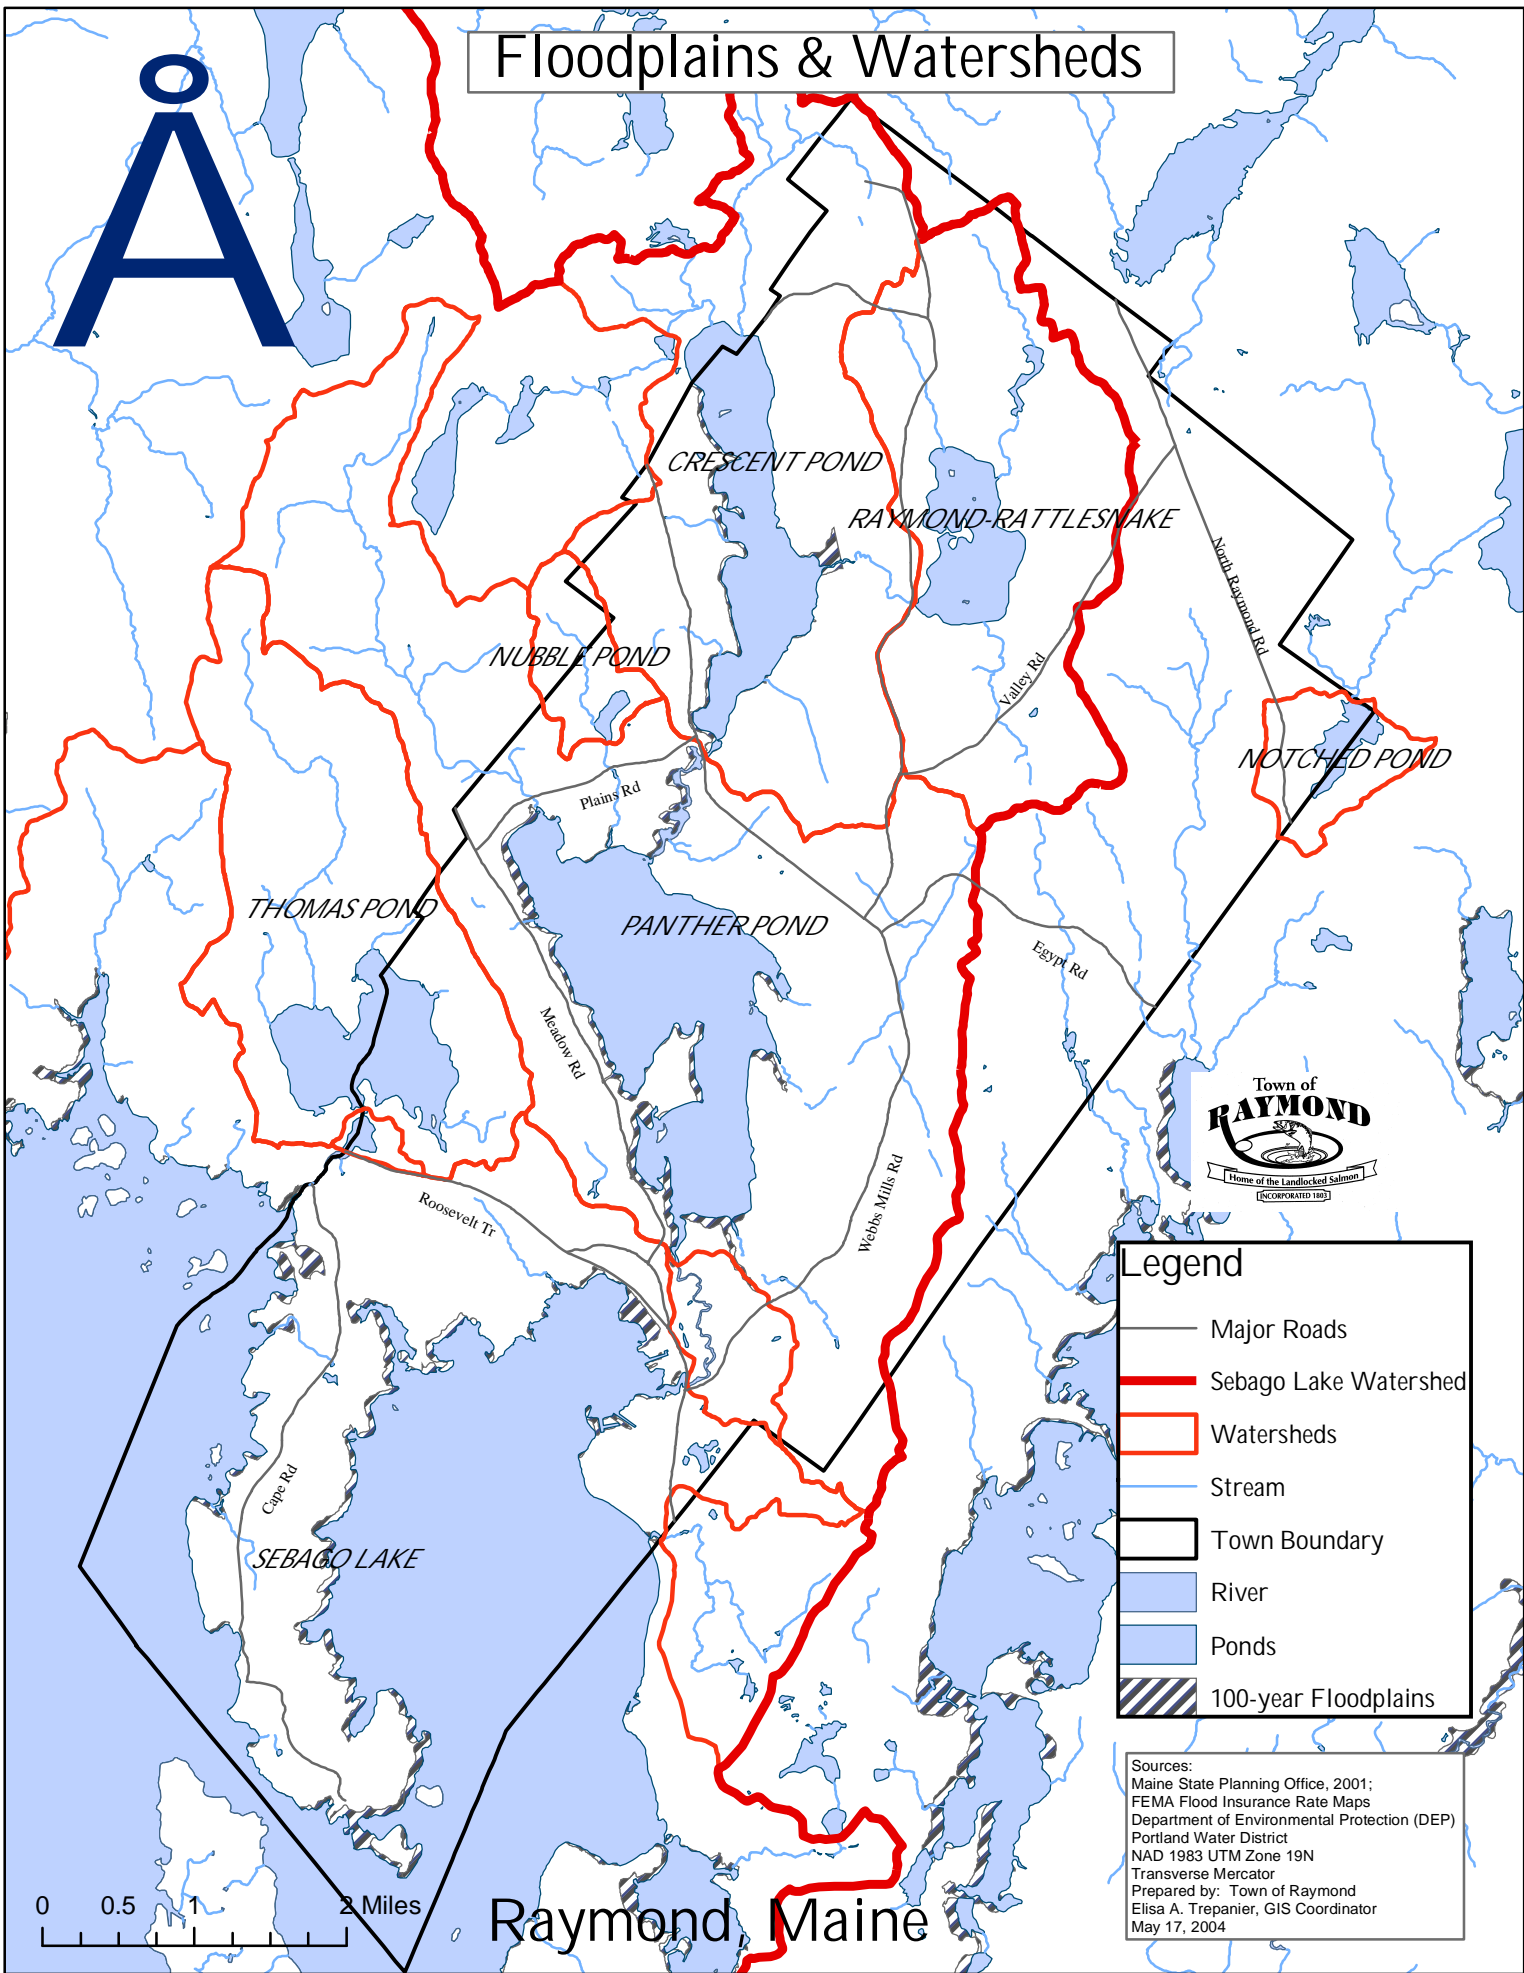 Floodplains & Watersheds
Å
CRESCENT POND
RAYMOND-RATTLESNAKE
North Raymond Rd
NUBBLE POND
Valley Rd
NOTCHED POND
Plains Rd
THOMAS POND
PANTHER POND
Egypt Rd
Meadow Rd
Town of
RAYMOND
Home of the Landlocked Salmon
INCORPORATED 1803
Webbs Mills Rd
Roosevelt Tr
Cape Rd
SEBAGO LAKE
Legend
Major Roads
Sebago Lake Watershed
Watersheds
Stream
Town Boundary
River
Ponds
100-year Floodplains
Sources:
Maine State Planning Office, 2001;
FEMA Flood Insurance Rate Maps
Department of Environmental Protection (DEP)
Portland Water District
NAD 1983 UTM Zone 19N
Transverse Mercator
Prepared by: Town of Raymond
Elisa A. Trepanier, GIS Coordinator
May 17, 2004
0 0.5 1 2 Miles
Raymond, Maine